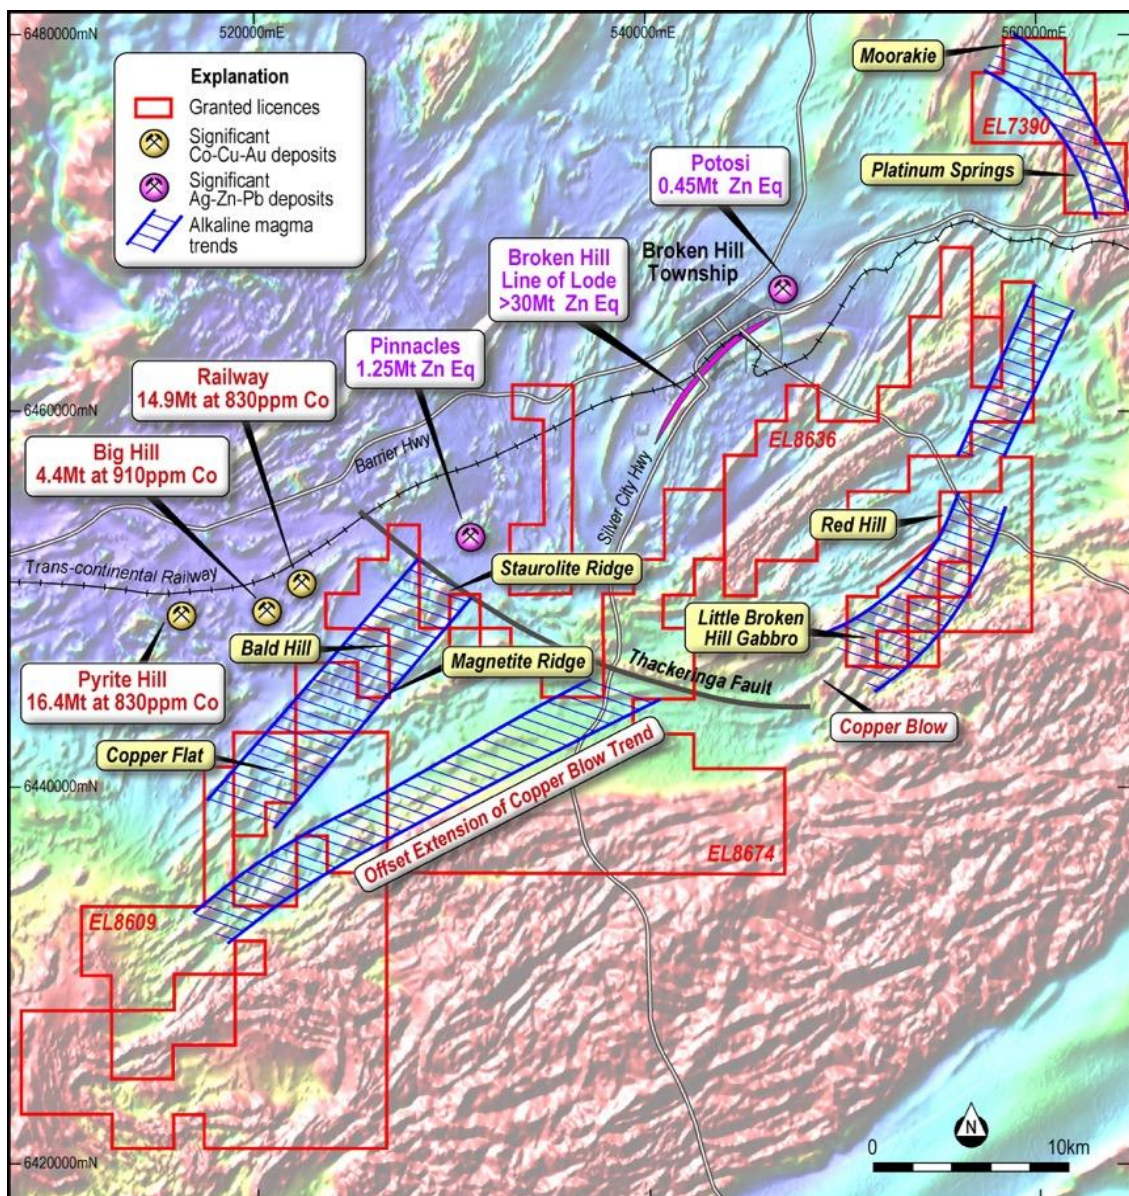 6480000mN
520000mE
540000mE
560000mE
Explanation
Granted licences
Significant
Co-Cu-Au deposits
Significant
Ag-Zn-Pb deposits
Alkaline magma
trends
Moorakie
EL7390
Platinum Springs
Potosi
0.45Mt Zn Eq
Broken Hill
Township
Broken Hill
Line of Lode
>30Mt Zn Eq
Pinnacles
1.25Mt Zn Eq
Railway
14.9Mt at 830ppm Co
6460000mN
Big Hill
4.4Mt at 910ppm Co
Barrier Hwy
EL8636
Silver City Hwy
Red Hill
Trans-continental Railway
Staurolite Ridge
Little Broken
Hill Gabbro
Bald Hill
Magnetite Ridge
Thackeringa Fault
Pyrite Hill
16.4Mt at 830ppm Co
Copper Blow
Copper Flat
6440000mN
Offset Extension of Copper Blow Trend
EL8674
EL8609
N
0
10km
6420000mN